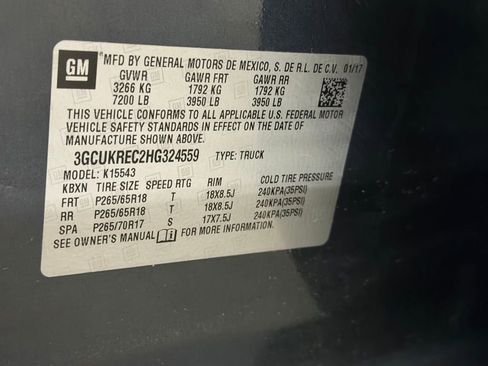 GM
MFD BY GENERAL MOTORS DE MEXICO, S. DE R.L. DE C.V. 01/17
GVWR GAWR FRT GAWR RR
3266 KG 1792 KG 1792 KG
7200 LB 3950 LB 3950 LB
THIS VEHICLE CONFORMS TO ALL APPLICABLE U.S. FEDERAL MOTOR
VEHICLE SAFETY STANDARDS IN EFFECT ON THE DATE OF
MANUFACTURE SHOWN ABOVE.
3GCUKREC2HG324559 TYPE: TRUCK
MODEL: K15543
KBXN TIRE SIZE SPEED RTG RIM COLD TIRE PRESSURE
FRT P265/65R18 T 18X8.5J 240KPA(35PSI)
RR P265/65R18 T 18X8.5J 240KPA(35PSI)
SPA P265/70R17 S 17X7.5J 240KPA(35PSI)
SEE OWNER'S MANUAL FOR MORE INFORMATION.